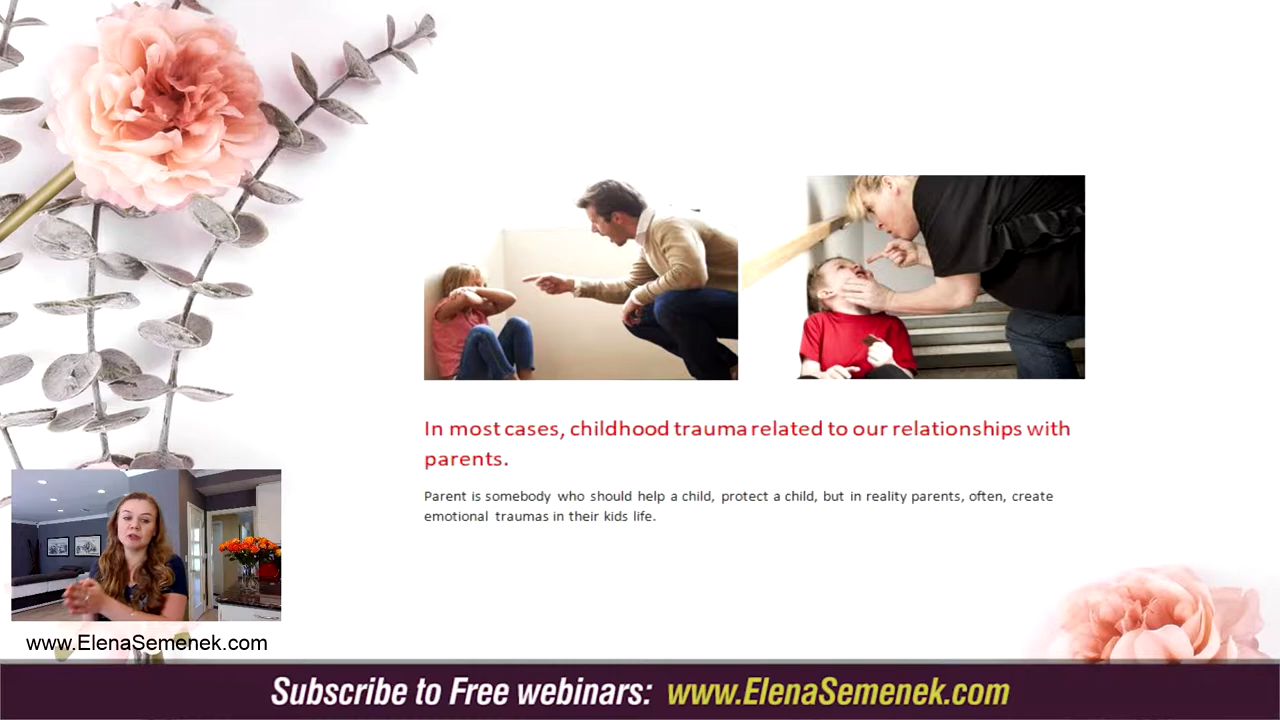 In most cases, childhood trauma related to our relationships with
parents.
Parent is somebody who should help a child, protect a child, but in reality parents, often, create
emotional traumas in their kids life.
www.ElenaSemenek.com
Subscribe to Free webinars: www.ElenaSemenek.com